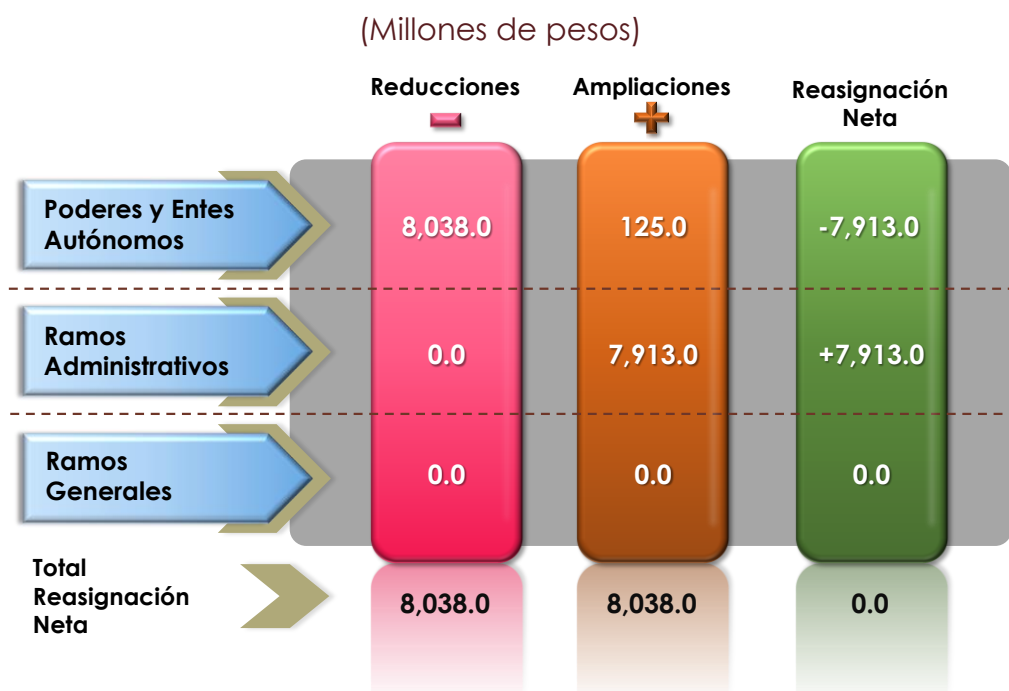 (Millones de pesos)
Reducciones
Ampliaciones
Reasignación
Neta
Poderes y Entes
Autónomos
8,038.0
125.0
-7,913.0
Ramos
Administrativos
0.0
7,913.0
+7,913.0
Ramos
Generales
0.0
0.0
0.0
Total
Reasignación
Neta
8,038.0
8,038.0
0.0